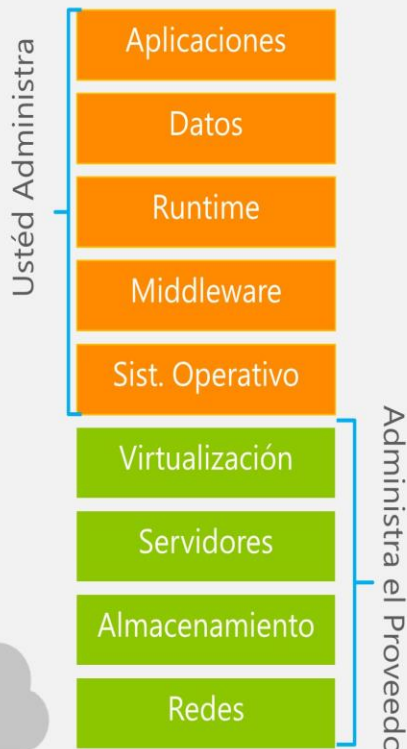 Ustéd Administra
Aplicaciones
Datos
Runtime
Middleware
Sist. Operativo
Virtualización
Servidores
Almacenamiento
Redes
Administra el Proveedo